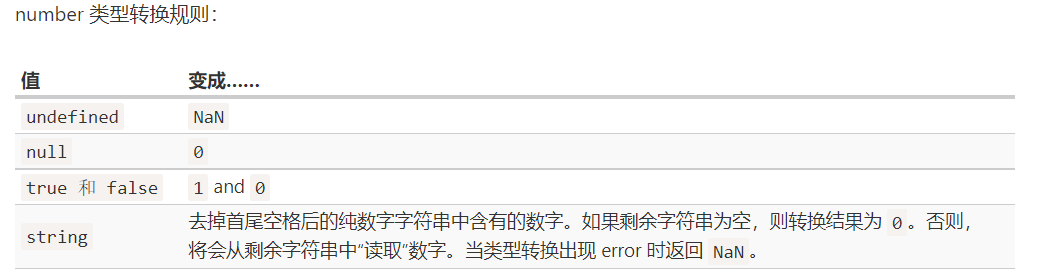 number 类型转换规则：
值 变成……
undefined NaN
null 0
true 和 false 1 and 0
string 去掉首尾空格后的纯数字字符串中含有的数字。如果剩余字符串为空，则转换结果为 0。否则，
将会从剩余字符串中“读取”数字。当类型转换出现 error 时返回 NaN。